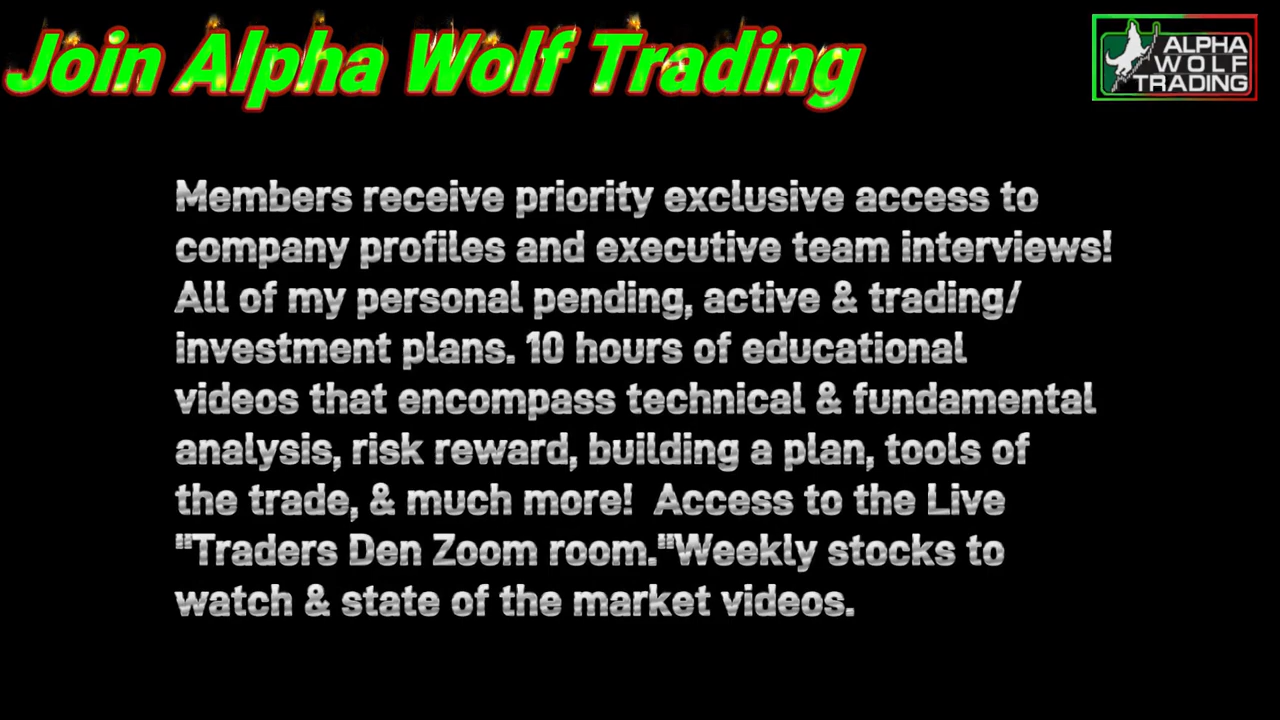 Join Alpha Wolf Trading
ALPHA
WOLF
TRADING
Members receive priority exclusive access to
company profiles and executive team interviews!
All of my personal pending, active & trading/
investment plans. 10 hours of educational
videos that encompass technical & fundamental
analysis, risk reward, building a plan, tools of
the trade, & much more!  Access to the Live
"Traders Den Zoom room."Weekly stocks to
watch & state of the market videos.